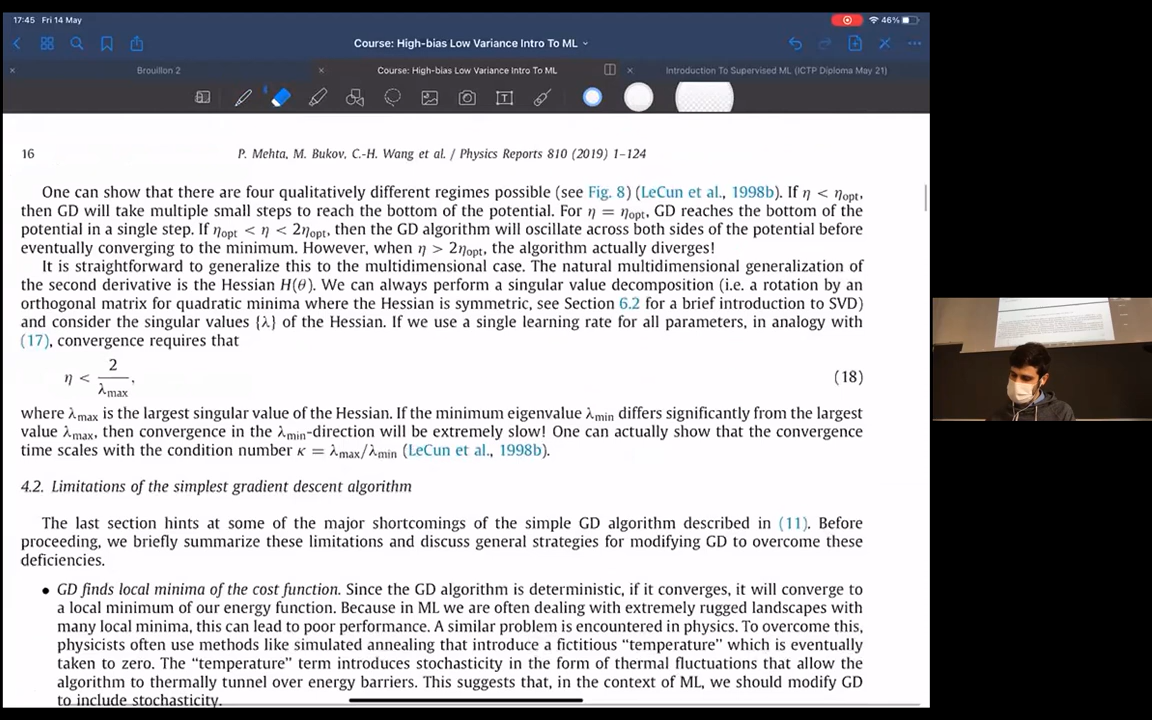 17:45 Fri 14 May
46%
Course: High-bias Low Variance Intro To ML
Brouillon 2
Course: High-bias Low Variance Intro To ML
Introduction To Supervised ML (ICTP Diploma May 21)
16
P. Mehta, M. Bukov, C.-H. Wang et al. / Physics Reports 810 (2019) 1–124
One can show that there are four qualitatively different regimes possible (see Fig. 8) (LeCun et al., 1998b). If η < ηopt,
then GD will take multiple small steps to reach the bottom of the potential. For η = ηopt, GD reaches the bottom of the
potential in a single step. If ηopt < η < 2ηopt, then the GD algorithm will oscillate across both sides of the potential before
eventually converging to the minimum. However, when η > 2ηopt, the algorithm actually diverges!
It is straightforward to generalize this to the multidimensional case. The natural multidimensional generalization of
the second derivative is the Hessian H(θ). We can always perform a singular value decomposition (i.e. a rotation by an
orthogonal matrix for quadratic minima where the Hessian is symmetric, see Section 6.2 for a brief introduction to SVD)
and consider the singular values {λ} of the Hessian. If we use a single learning rate for all parameters, in analogy with
(17), convergence requires that
η < 2/λmax, (18)
where λmax is the largest singular value of the Hessian. If the minimum eigenvalue λmin differs significantly from the largest
value λmax, then convergence in the λmin-direction will be extremely slow! One can actually show that the convergence
time scales with the condition number κ = λmax/λmin (LeCun et al., 1998b).
4.2. Limitations of the simplest gradient descent algorithm
The last section hints at some of the major shortcomings of the simple GD algorithm described in (11). Before
proceeding, we briefly summarize these limitations and discuss general strategies for modifying GD to overcome these
deficiencies.
• GD finds local minima of the cost function. Since the GD algorithm is deterministic, if it converges, it will converge to
a local minimum of our energy function. Because in ML we are often dealing with extremely rugged landscapes with
many local minima, this can lead to poor performance. A similar problem is encountered in physics. To overcome this,
physicists often use methods like simulated annealing that introduce a fictitious “temperature” which is eventually
taken to zero. The “temperature” term introduces stochasticity in the form of thermal fluctuations that allow the
algorithm to thermally tunnel over energy barriers. This suggests that, in the context of ML, we should modify GD
to include stochasticity.